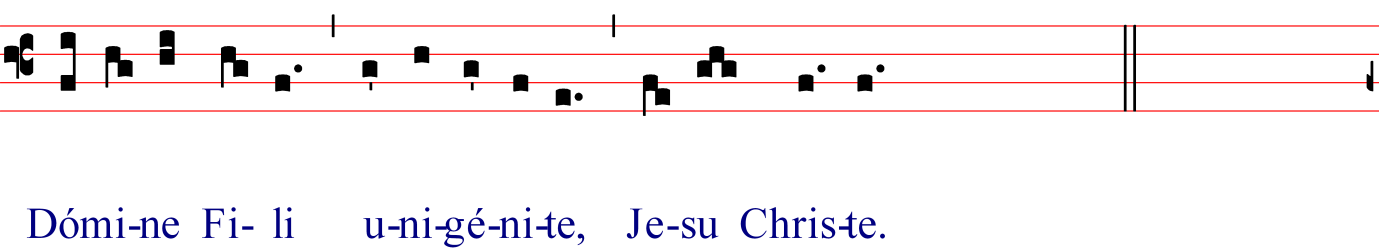 Dómi-ne Fi- li u-ni-gé-ni-te, Je-su Chris-te.